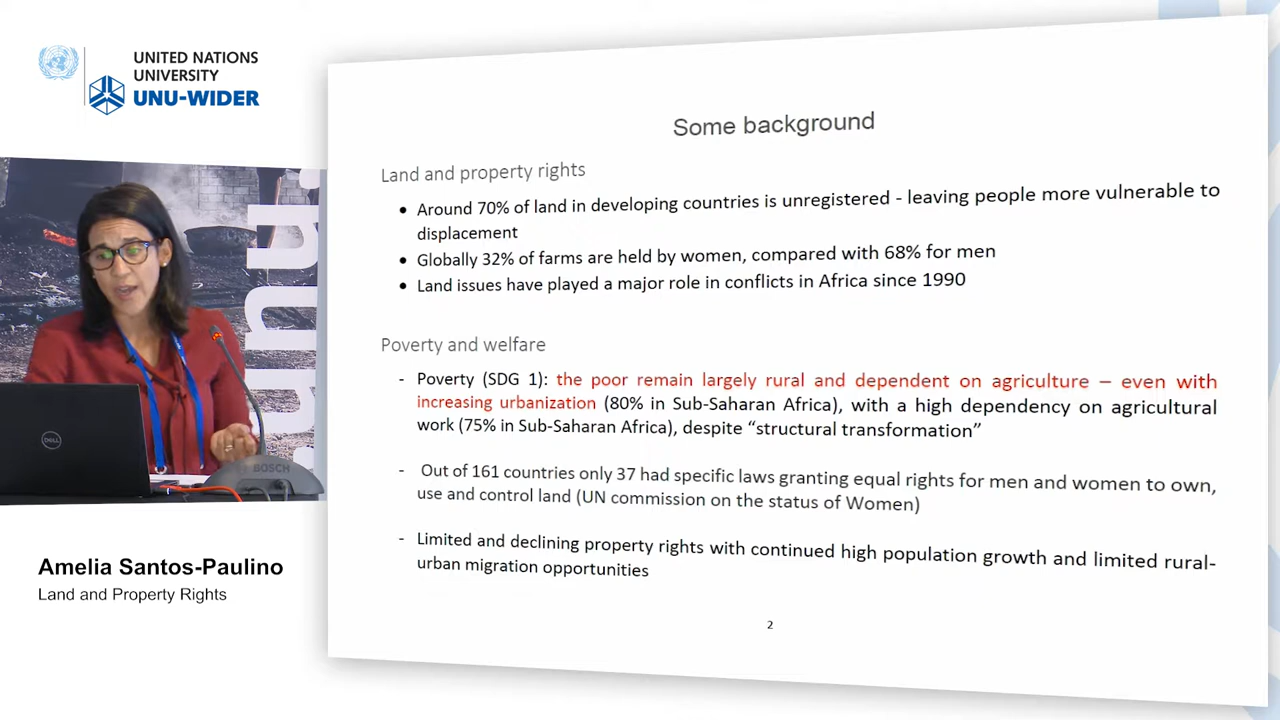 UNITED NATIONS
UNIVERSITY
UNU-WIDER
Some background
Land and property rights
• Around 70% of land in developing countries is unregistered - leaving people more vulnerable to
displacement
• Globally 32% of farms are held by women, compared with 68% for men
• Land issues have played a major role in conflicts in Africa since 1990
Poverty and welfare
- Poverty (SDG 1): the poor remain largely rural and dependent on agriculture – even with
increasing urbanization (80% in Sub-Saharan Africa), with a high dependency on agricultural
work (75% in Sub-Saharan Africa), despite “structural transformation”
- Out of 161 countries only 37 had specific laws granting equal rights for men and women to own,
use and control land (UN commission on the status of Women)
- Limited and declining property rights with continued high population growth and limited rural-
urban migration opportunities
2
unu.
DELL
BOSCH
Amelia Santos-Paulino
Land and Property Rights